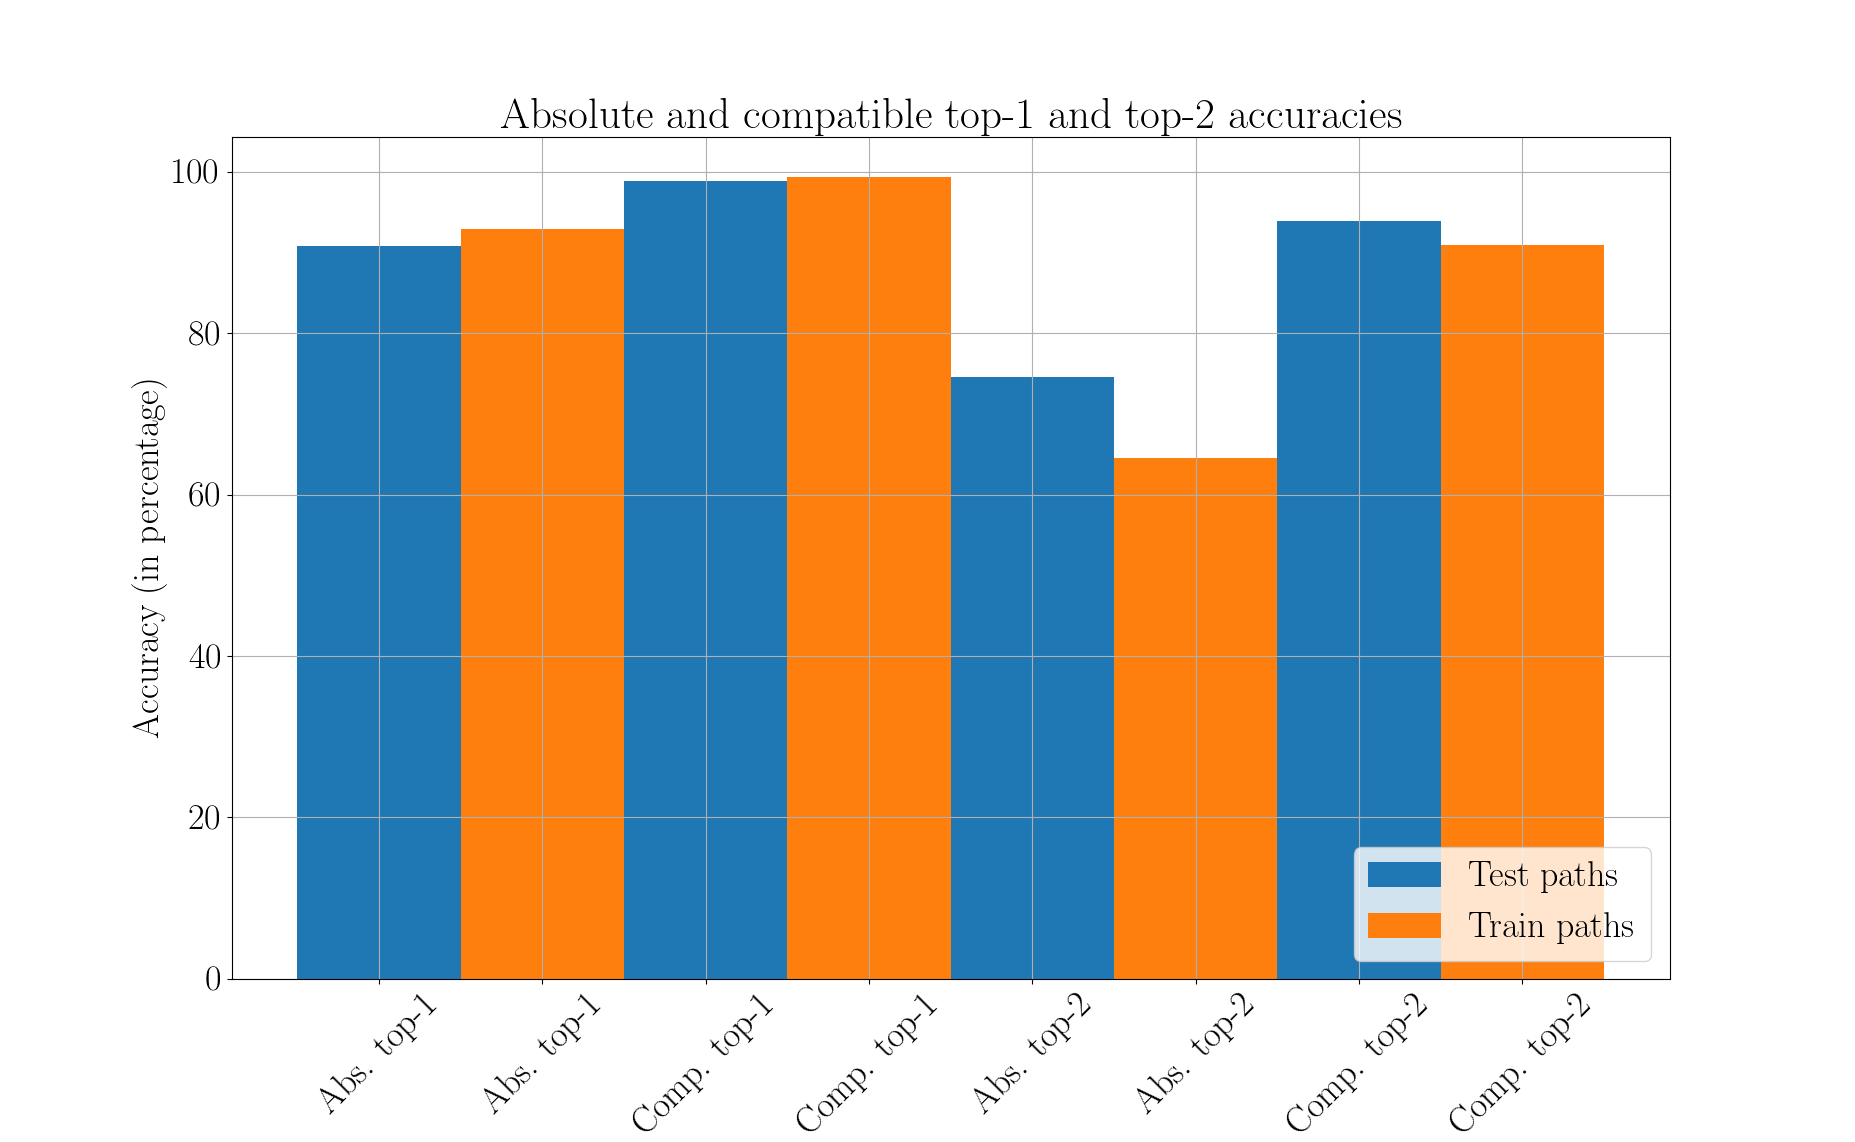 Absolute and compatible top-1 and top-2 accuracies
Accuracy (in percentage)
100
80
60
40
20
0
Test paths
Train paths
Abs. top-1
Abs. top-1
Comp. top-1
Comp. top-1
Abs. top-2
Abs. top-2
Comp. top-2
Comp. top-2